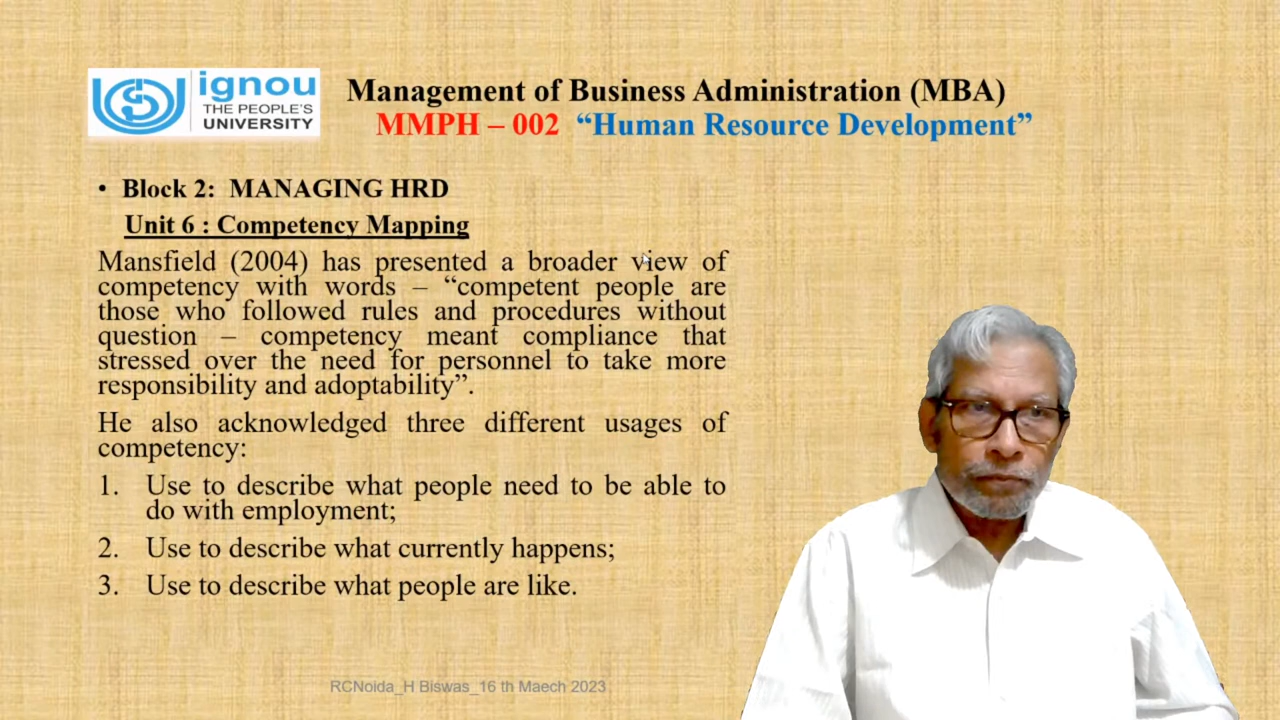 ignou
THE PEOPLE'S
UNIVERSITY
Management of Business Administration (MBA)
MMPH – 002 “Human Resource Development”
• Block 2: MANAGING HRD
Unit 6 : Competency Mapping
Mansfield (2004) has presented a broader view of
competency with words – “competent people are
those who followed rules and procedures without
question – competency meant compliance that
stressed over the need for personnel to take more
responsibility and adoptability”.
He also acknowledged three different usages of
competency:
1. Use to describe what people need to be able to
do with employment;
2. Use to describe what currently happens;
3. Use to describe what people are like.
RCNoida_H Biswas_16 th Maech 2023